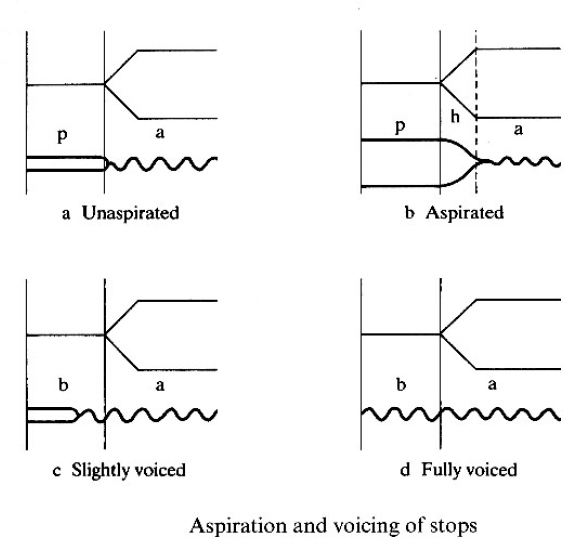 p a
a Unaspirated
p h a
b Aspirated
b a
c Slightly voiced
b a
d Fully voiced
Aspiration and voicing of stops